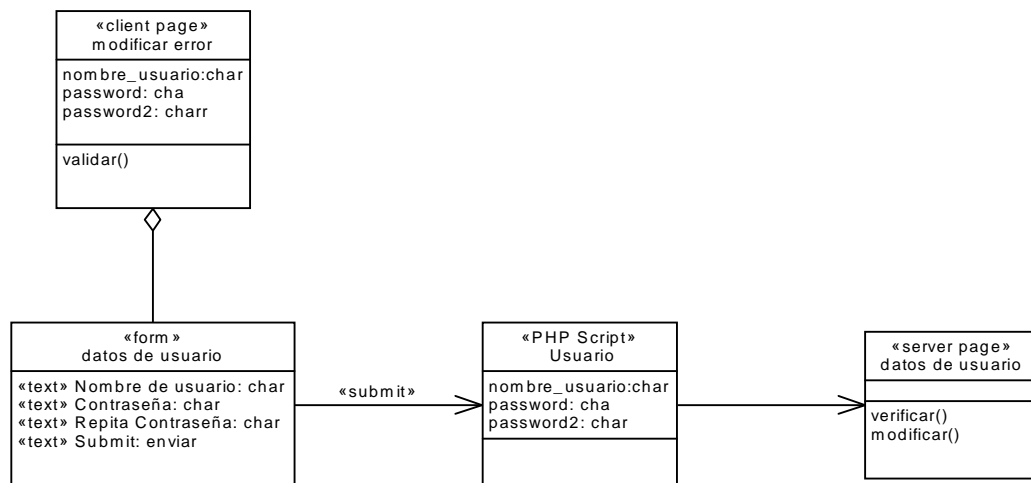 «client page»
modificar error
nombre_usuario:char
password: cha
password2: charr
validar()
«form»
datos de usuario
«text» Nombre de usuario: char
«text» Contraseña: char
«text» Repita Contraseña: char
«text» Submit: enviar
«submit»
«PHP Script»
Usuario
nombre_usuario:char
password: cha
password2: char
«server page»
datos de usuario
verificar()
modificar()